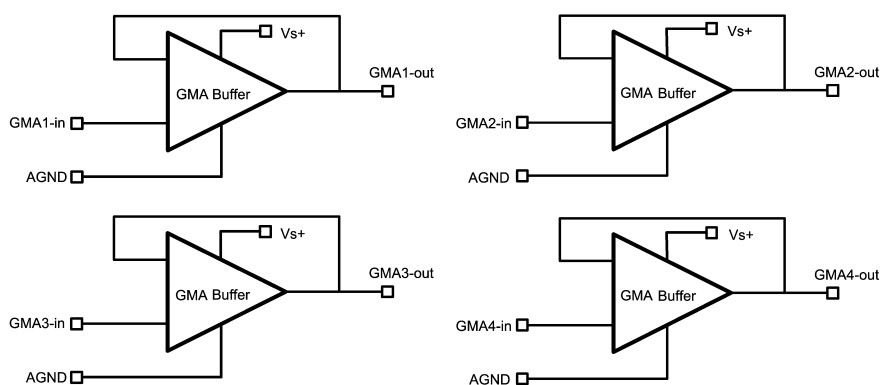 Vs+
GMA1-out
GMA Buffer
GMA1-in
AGND
Vs+
GMA2-out
GMA Buffer
GMA2-in
AGND
Vs+
GMA3-out
GMA Buffer
GMA3-in
AGND
Vs+
GMA4-out
GMA Buffer
GMA4-in
AGND